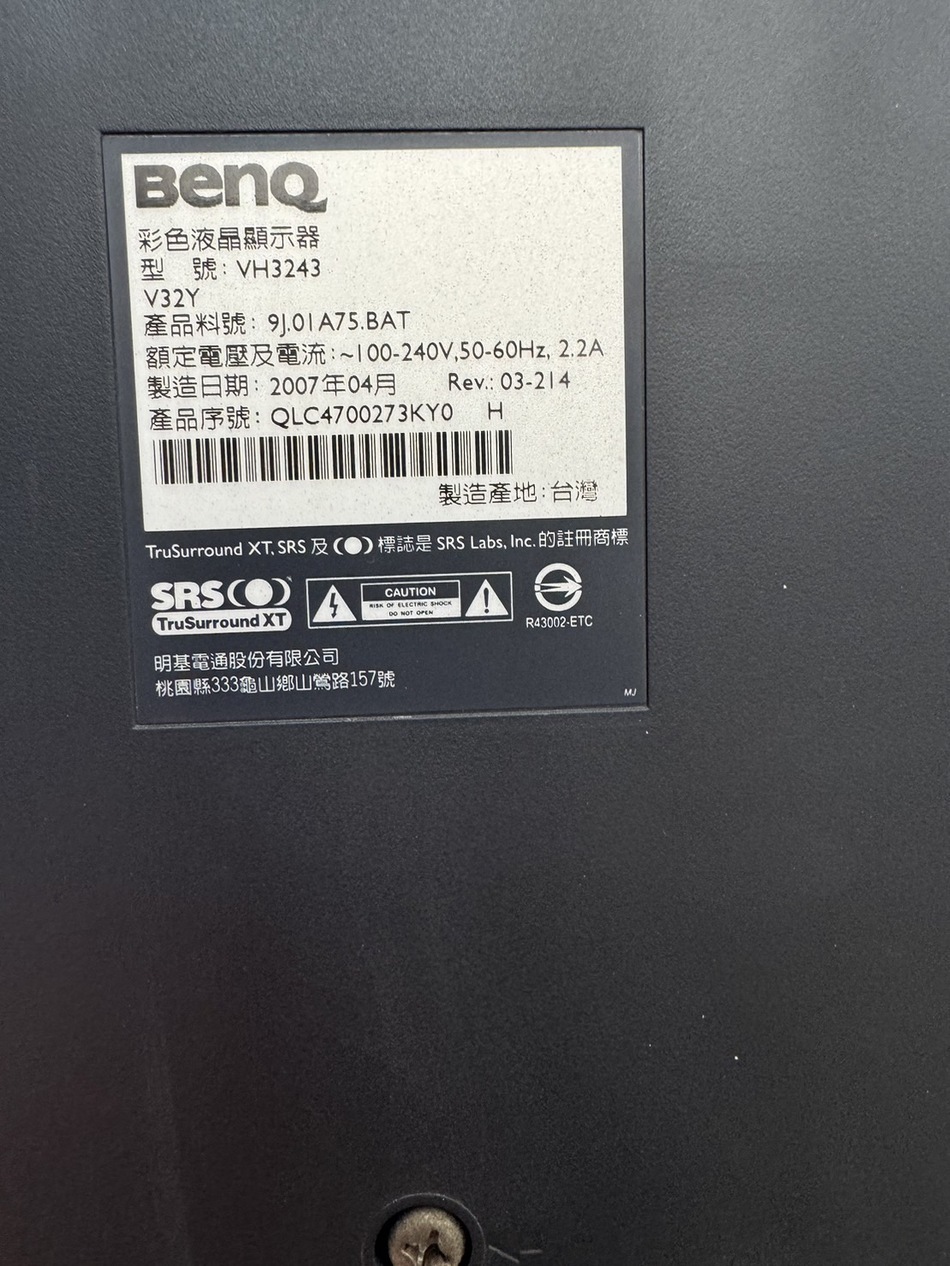 BenQ
彩色液晶顯示器
型 號: VH3243
V32Y
產品料號: 9J.01A75.BAT
額定電壓及電流:~100-240V,50-60Hz, 2.2A
製造日期: 2007年04月 Rev.: 03-214
產品序號: QLC4700273KY0 H
製造產地:台灣
TruSurround XT, SRS 及 (●) 標誌是 SRS Labs, Inc. 的註冊商標
SRS(●)
TruSurround XT
CAUTION
RISK OF ELECTRIC SHOCK
DO NOT OPEN
R43002-ETC
明基電通股份有限公司
桃園縣333龜山鄉山鶯路157號
MJ